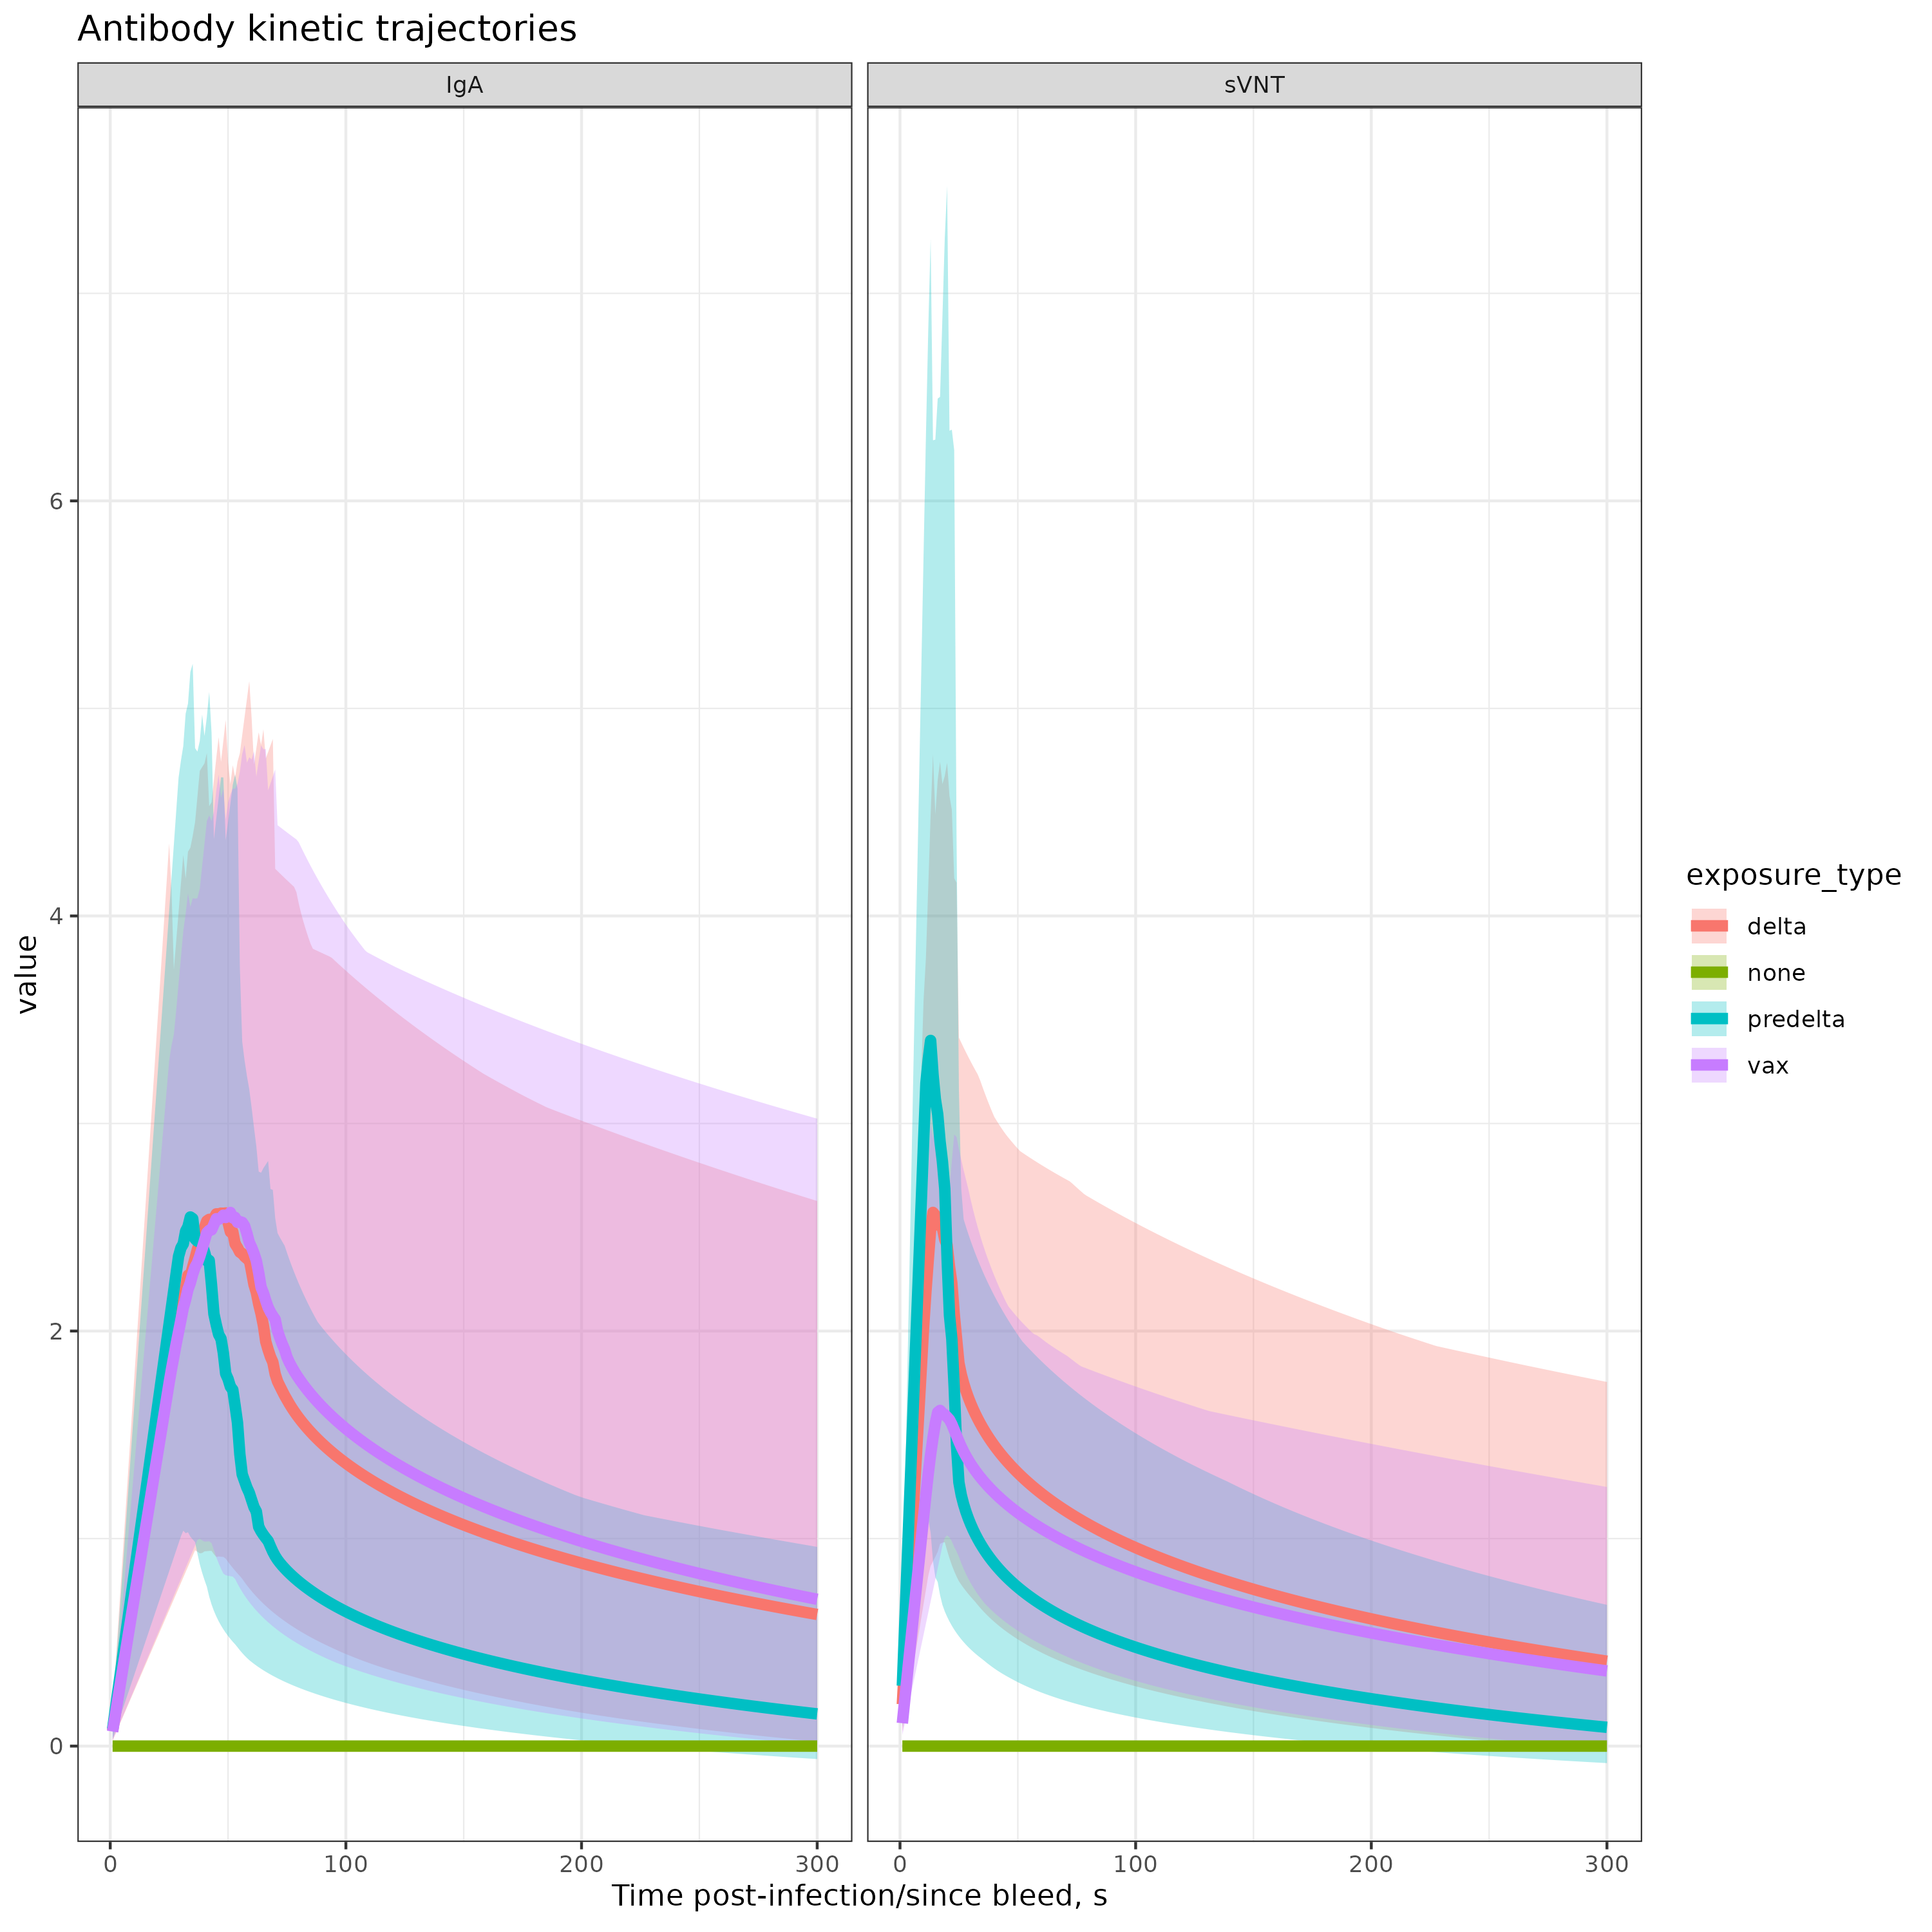 Antibody kinetic trajectories
IgA
sVNT
value
6
4
2
0
0
100
200
300
0
100
200
300
Time post-infection/since bleed, s
exposure_type
delta
none
predelta
vax